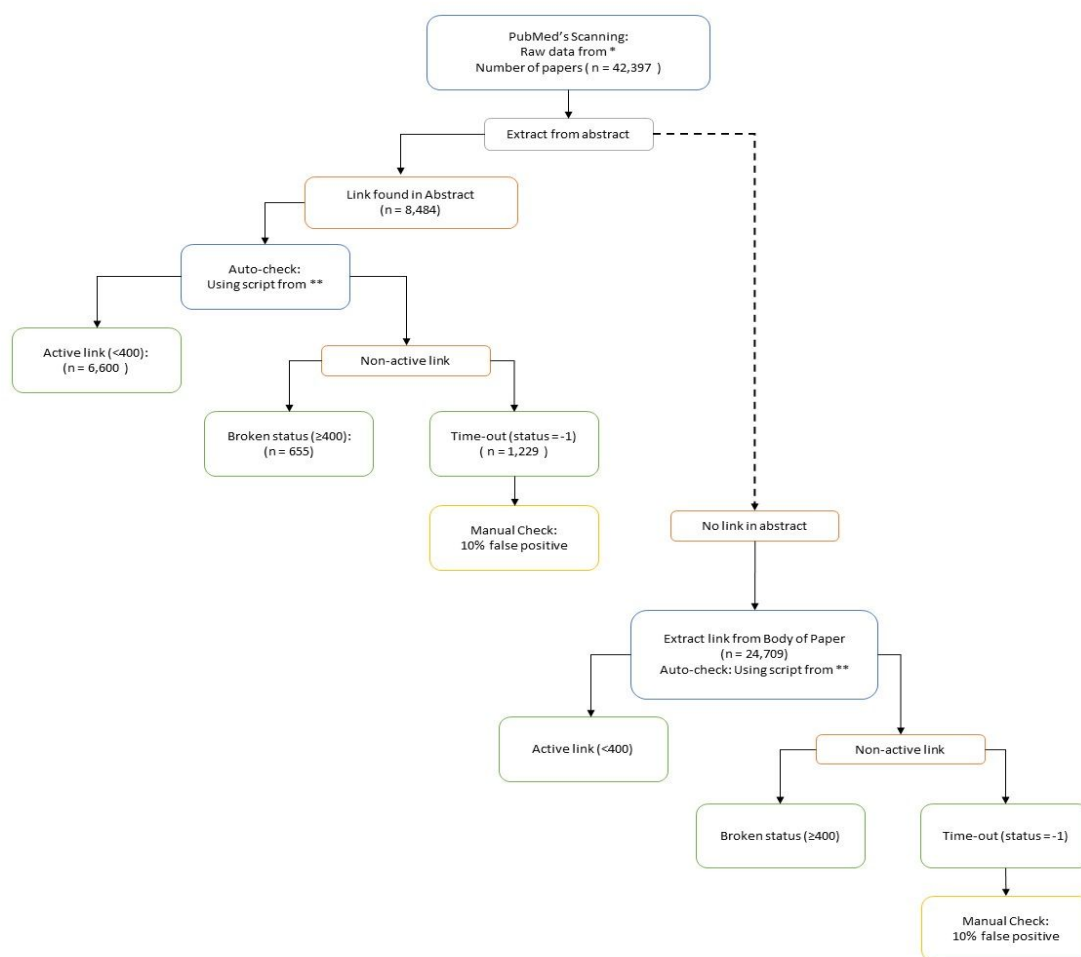 PubMed's Scanning:
Raw data from *
Number of papers ( n = 42,397 )
Extract from abstract
Link found in Abstract
(n = 8,484)
Auto-check:
Using script from **
Active link (<400):
(n = 6,600 )
Non-active link
Broken status (≥400):
(n = 655)
Time-out (status = -1)
( n = 1,229 )
Manual Check:
10% false positive
No link in abstract
Extract link from Body of Paper
(n = 24,709)
Auto-check: Using script from **
Active link (<400)
Non-active link
Broken status (≥400)
Time-out (status = -1)
Manual Check:
10% false positive